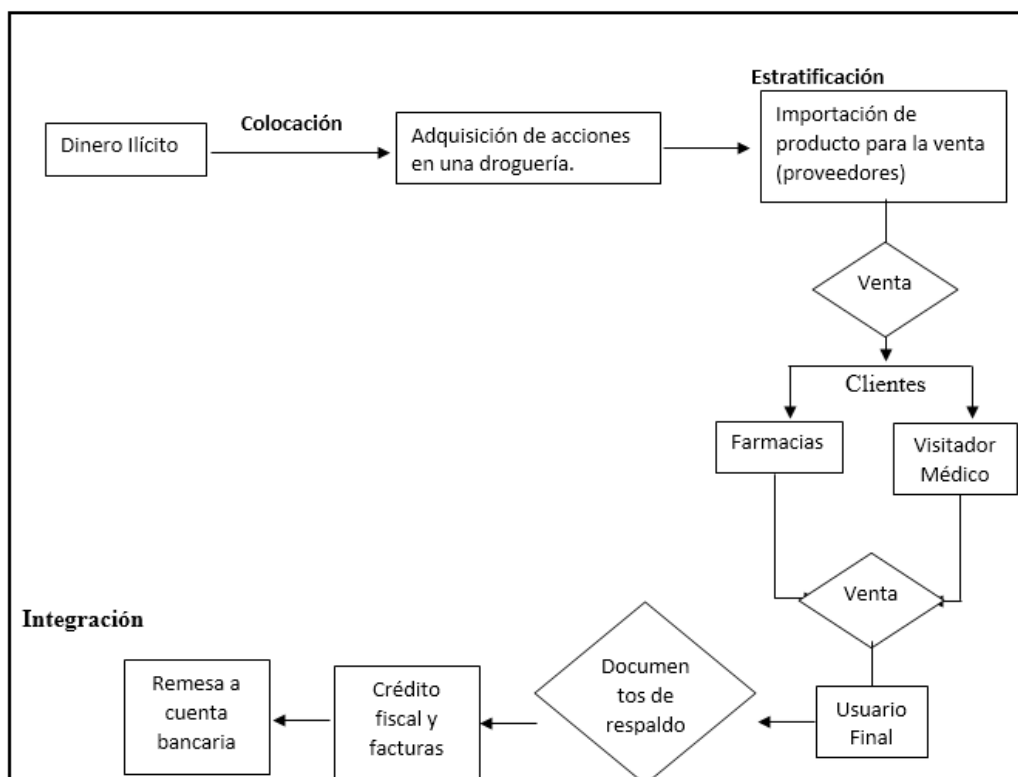 Estratificación
Dinero Ilícito
Colocación
Adquisición de acciones
en una droguería.
Importación de
producto para la venta
(proveedores)
Venta
Clientes
Farmacias
Visitador
Médico
Venta
Integración
Usuario
Final
Documen
tos de
respaldo
Crédito
fiscal y
facturas
Remesa a
cuenta
bancaria